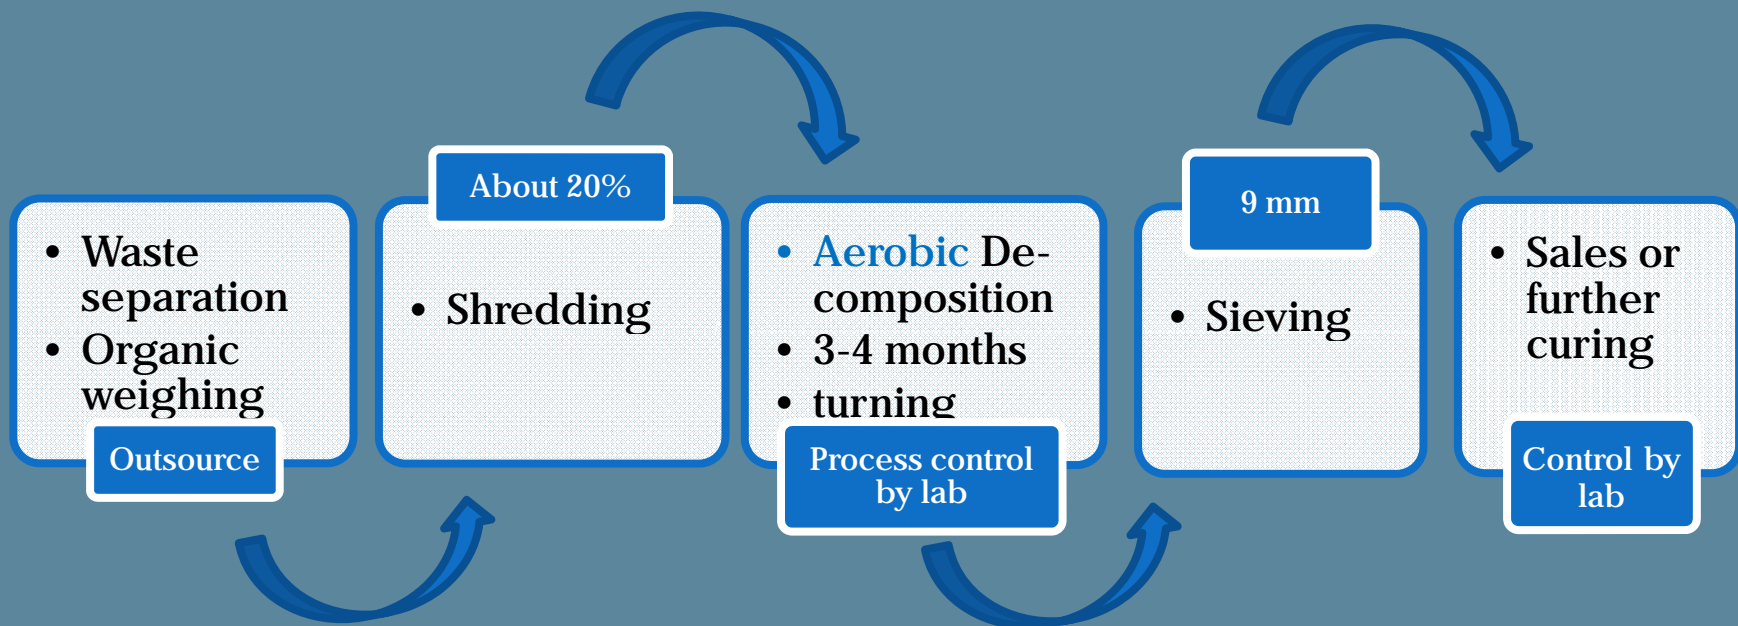 • Waste
separation
• Organic
weighing
Outsource
About 20%
• Shredding
• Aerobic De-
composition
• 3-4 months
• turning
Process control
by lab
9 mm
• Sieving
• Sales or
further
curing
Control by
lab